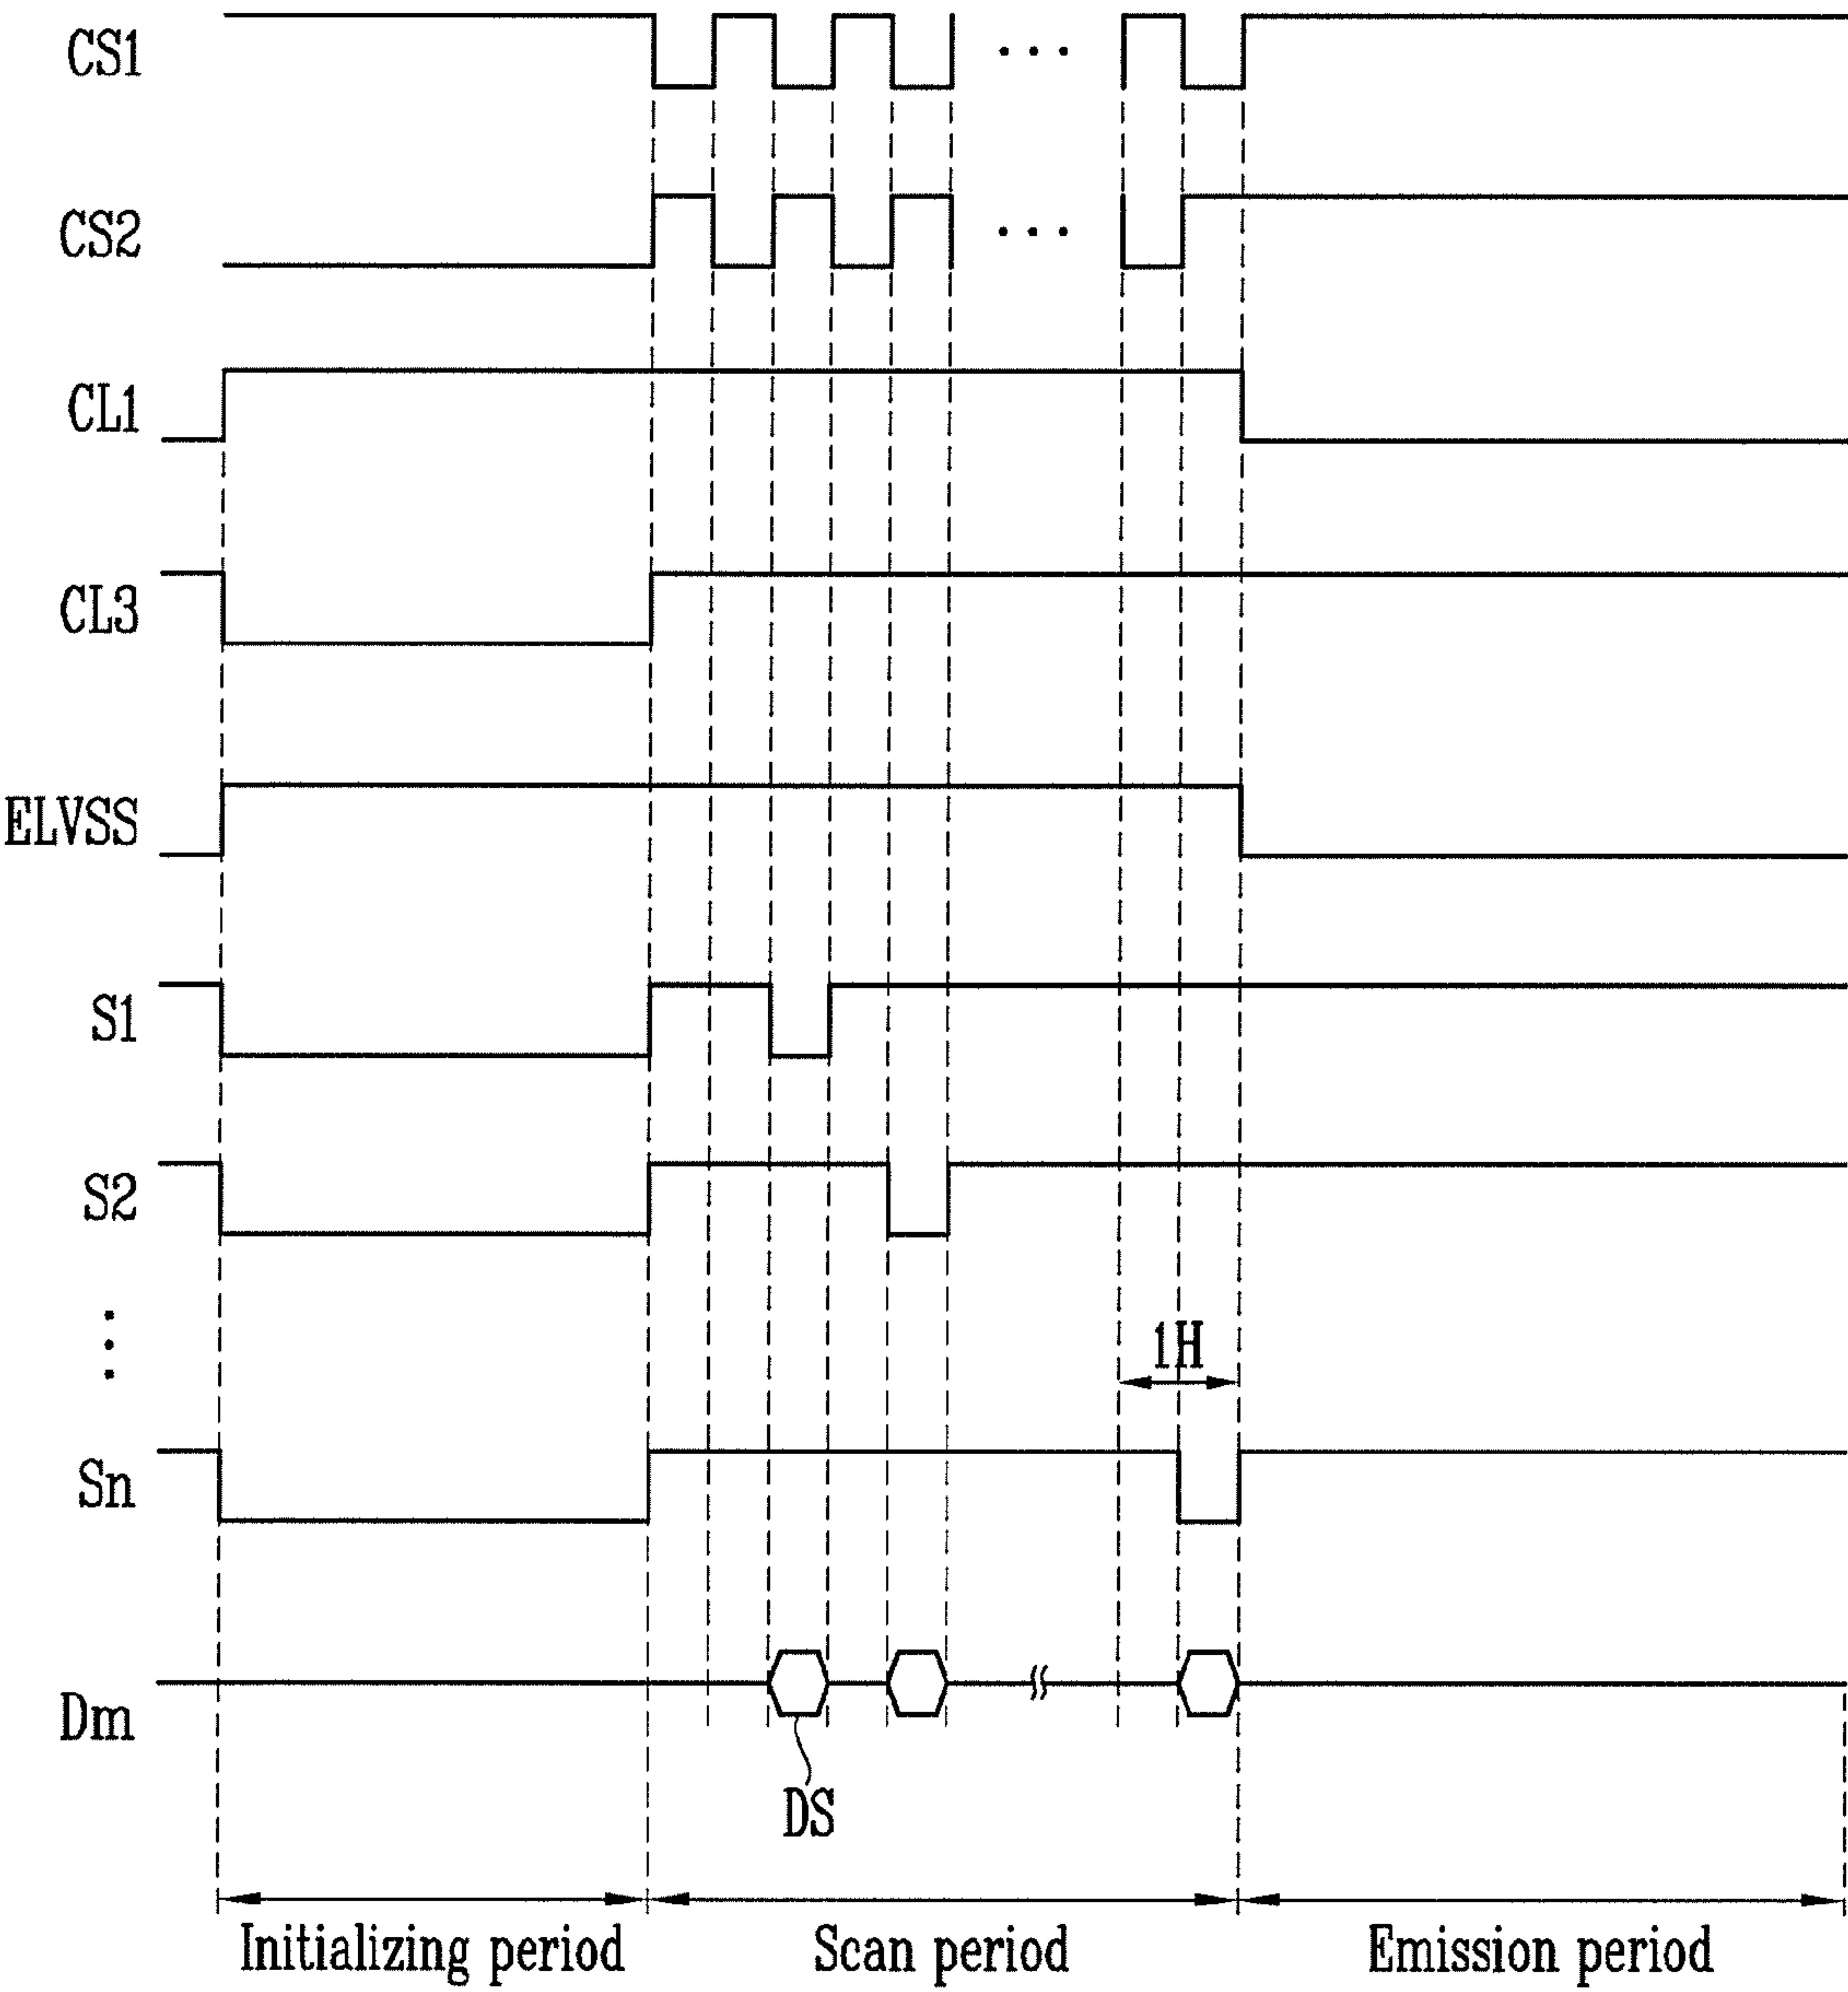 CS1
CS2
CL1
CL3
ELVSS
S1
S2
1H
Sn
Dm
DS
Initializing period
Scan period
Emission period